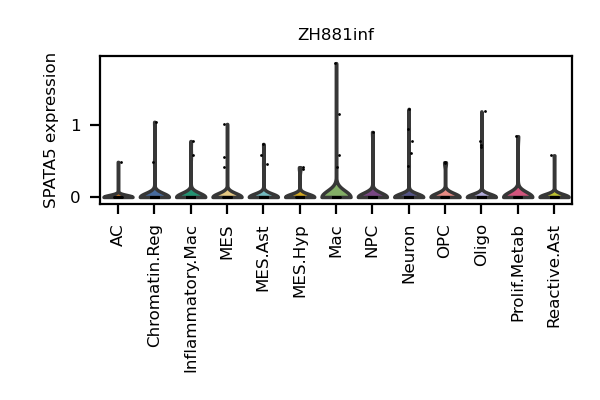 ZH881inf
SPATA5 expression
1
0
AC
Chromatin.Reg
Inflammatory.Mac
MES
MES.Ast
MES.Hyp
Mac
NPC
Neuron
OPC
Oligo
Prolif.Metab
Reactive.Ast